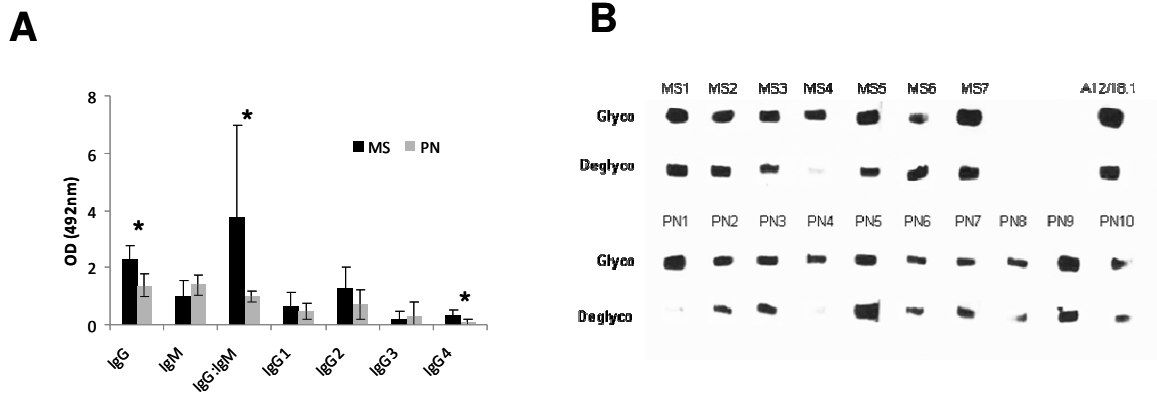 A
8
6
4
2
0
OD (492nm)
*
*
*
MS PN
IgG
IgM
IgG:IgM
IgG1
IgG2
IgG3
IgG4
B
MS1 MS2 MS3 MS4 MS5 MS6 MS7 A12/18.1
Glyco
Deglyco
PN1 PN2 PN3 PN4 PN5 PN6 PN7 PN8 PN9 PN10
Glyco
Deglyco